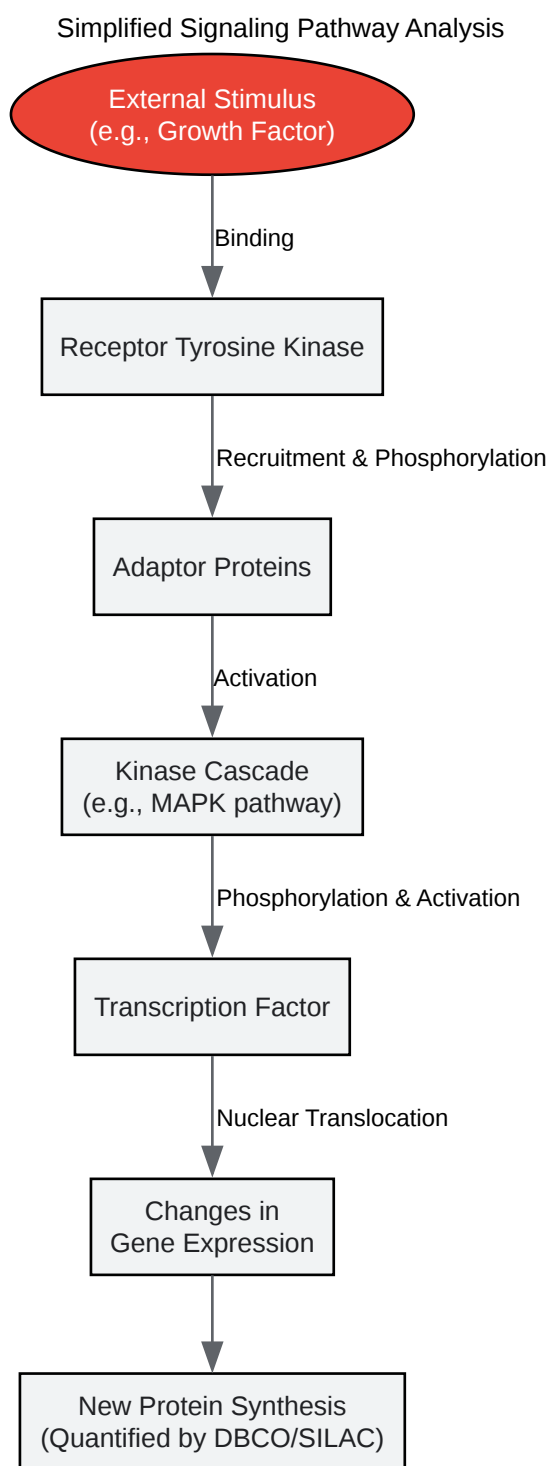 Simplified Signaling Pathway Analysis
External Stimulus
(e.g., Growth Factor)
Binding
Receptor Tyrosine Kinase
Recruitment & Phosphorylation
Adaptor Proteins
Activation
Kinase Cascade
(e.g., MAPK pathway)
Phosphorylation & Activation
Transcription Factor
Nuclear Translocation
Changes in
Gene Expression
New Protein Synthesis
(Quantified by DBCO/SILAC)